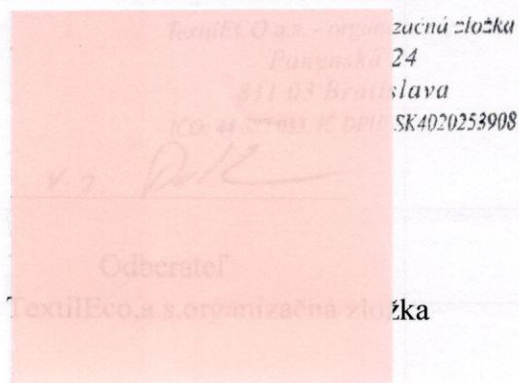 TextilECO a.s. - organizačná zložka
Panenská 24
811 03 Bratislava
IČO: IČ DPH: SK4020253908
v.z.
Odberateľ
TextilEco,a.s.organizačná zložka